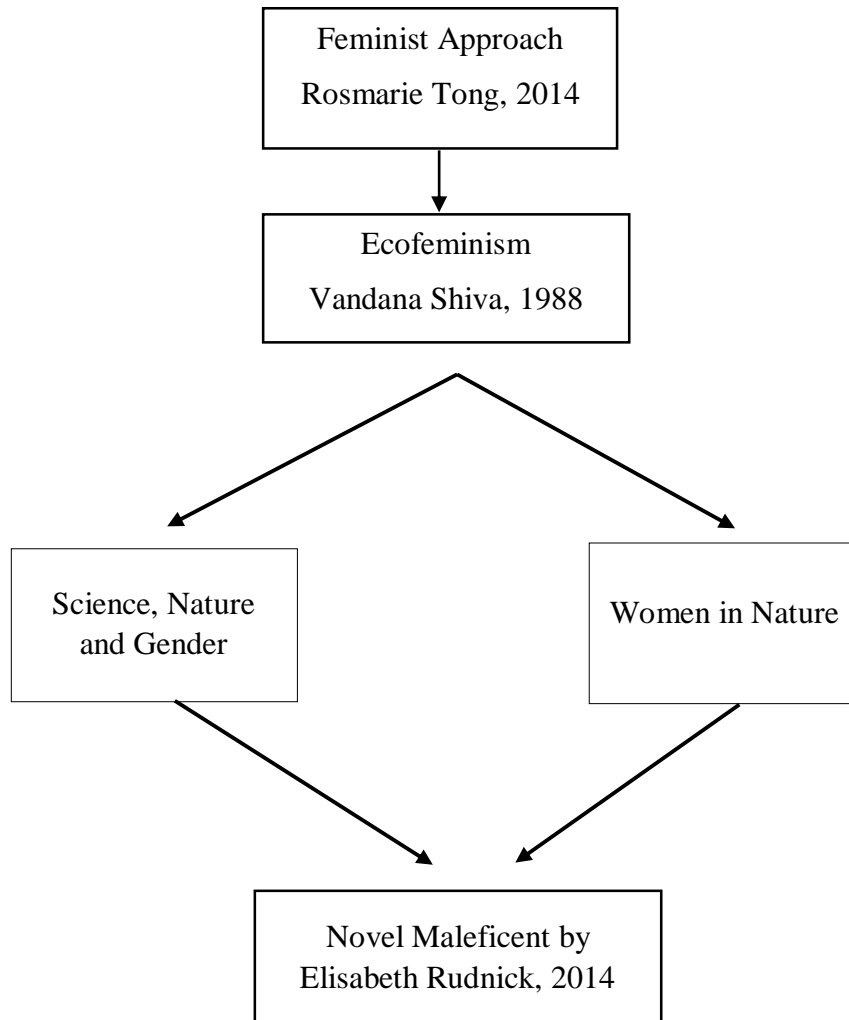 Feminist Approach
Rosmarie Tong, 2014
Ecofeminism
Vandana Shiva, 1988
Science, Nature
and Gender
Women in Nature
Novel Maleficent by
Elisabeth Rudnick, 2014